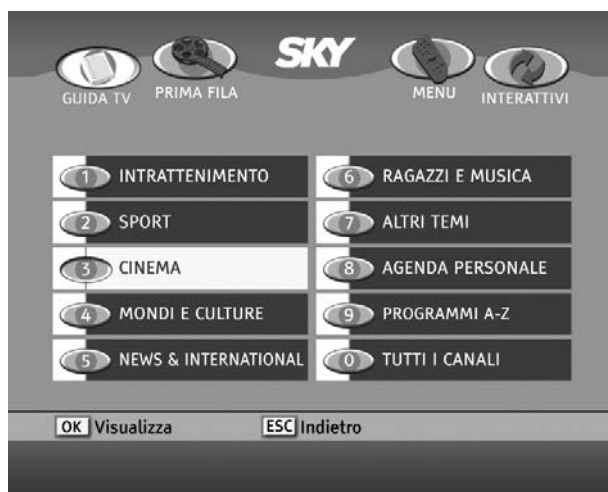 SKY
GUIDA TV
PRIMA FILA
MENU
INTERATTIVI
1 INTRATTENIMENTO
2 SPORT
3 CINEMA
4 MONDI E CULTURE
5 NEWS & INTERNATIONAL
6 RAGAZZI E MUSICA
7 ALTRI TEMI
8 AGENDA PERSONALE
9 PROGRAMMI A-Z
0 TUTTI I CANALI
OK Visualizza
ESC Indietro